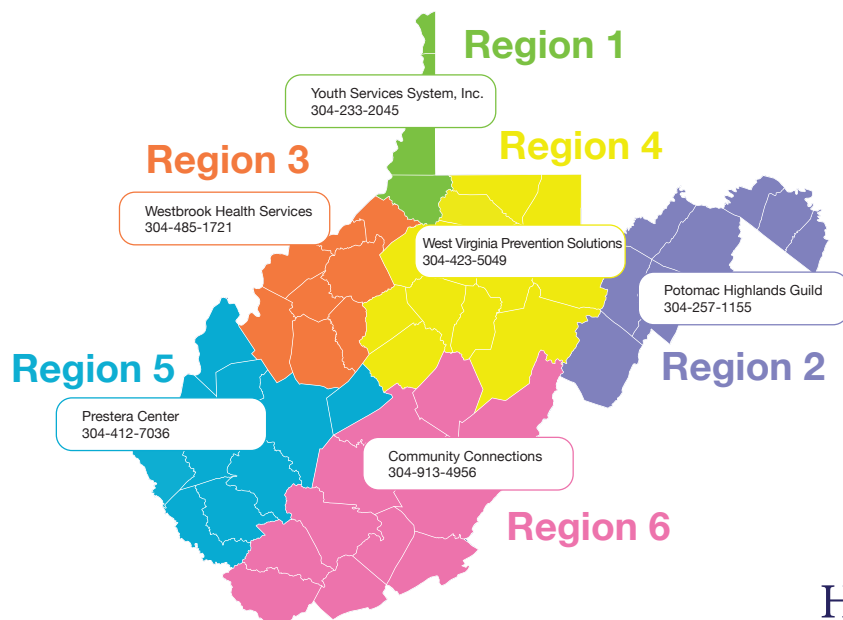 Region 1
Youth Services System, Inc.
304-233-2045
Region 3
Region 4
Westbrook Health Services
304-485-1721
West Virginia Prevention Solutions
304-423-5049
Potomac Highlands Guild
304-257-1155
Region 5
Region 2
Prestera Center
304-412-7036
Community Connections
304-913-4956
Region 6
H